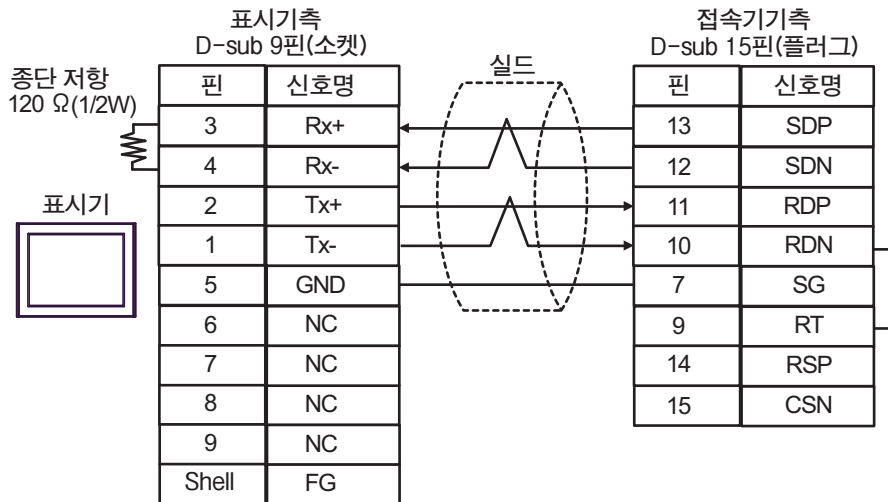 표시기측
D-sub 9핀(소켓)
접속기기측
D-sub 15핀(플러그)
실드
종단 저항
120 Ω(1/2W)
표시기
핀 신호명
3 Rx+
4 Rx-
2 Tx+
1 Tx-
5 GND
6 NC
7 NC
8 NC
9 NC
Shell FG
핀 신호명
13 SDP
12 SDN
11 RDP
10 RDN
7 SG
9 RT
14 RSP
15 CSN